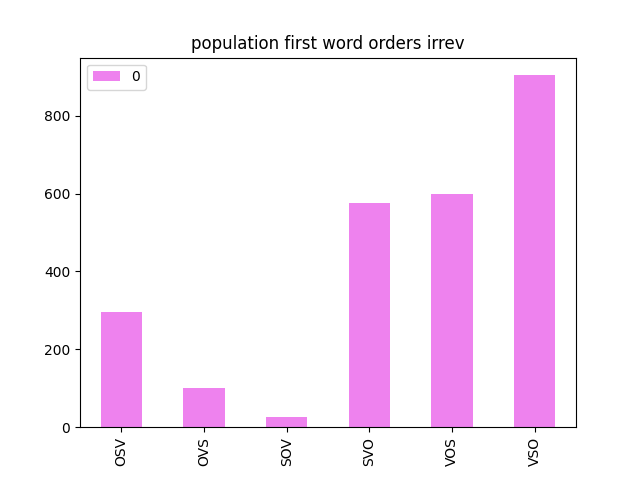 population first word orders irrev
0
800
600
400
200
0
OSV
OVS
SOV
SVO
VOS
VSO